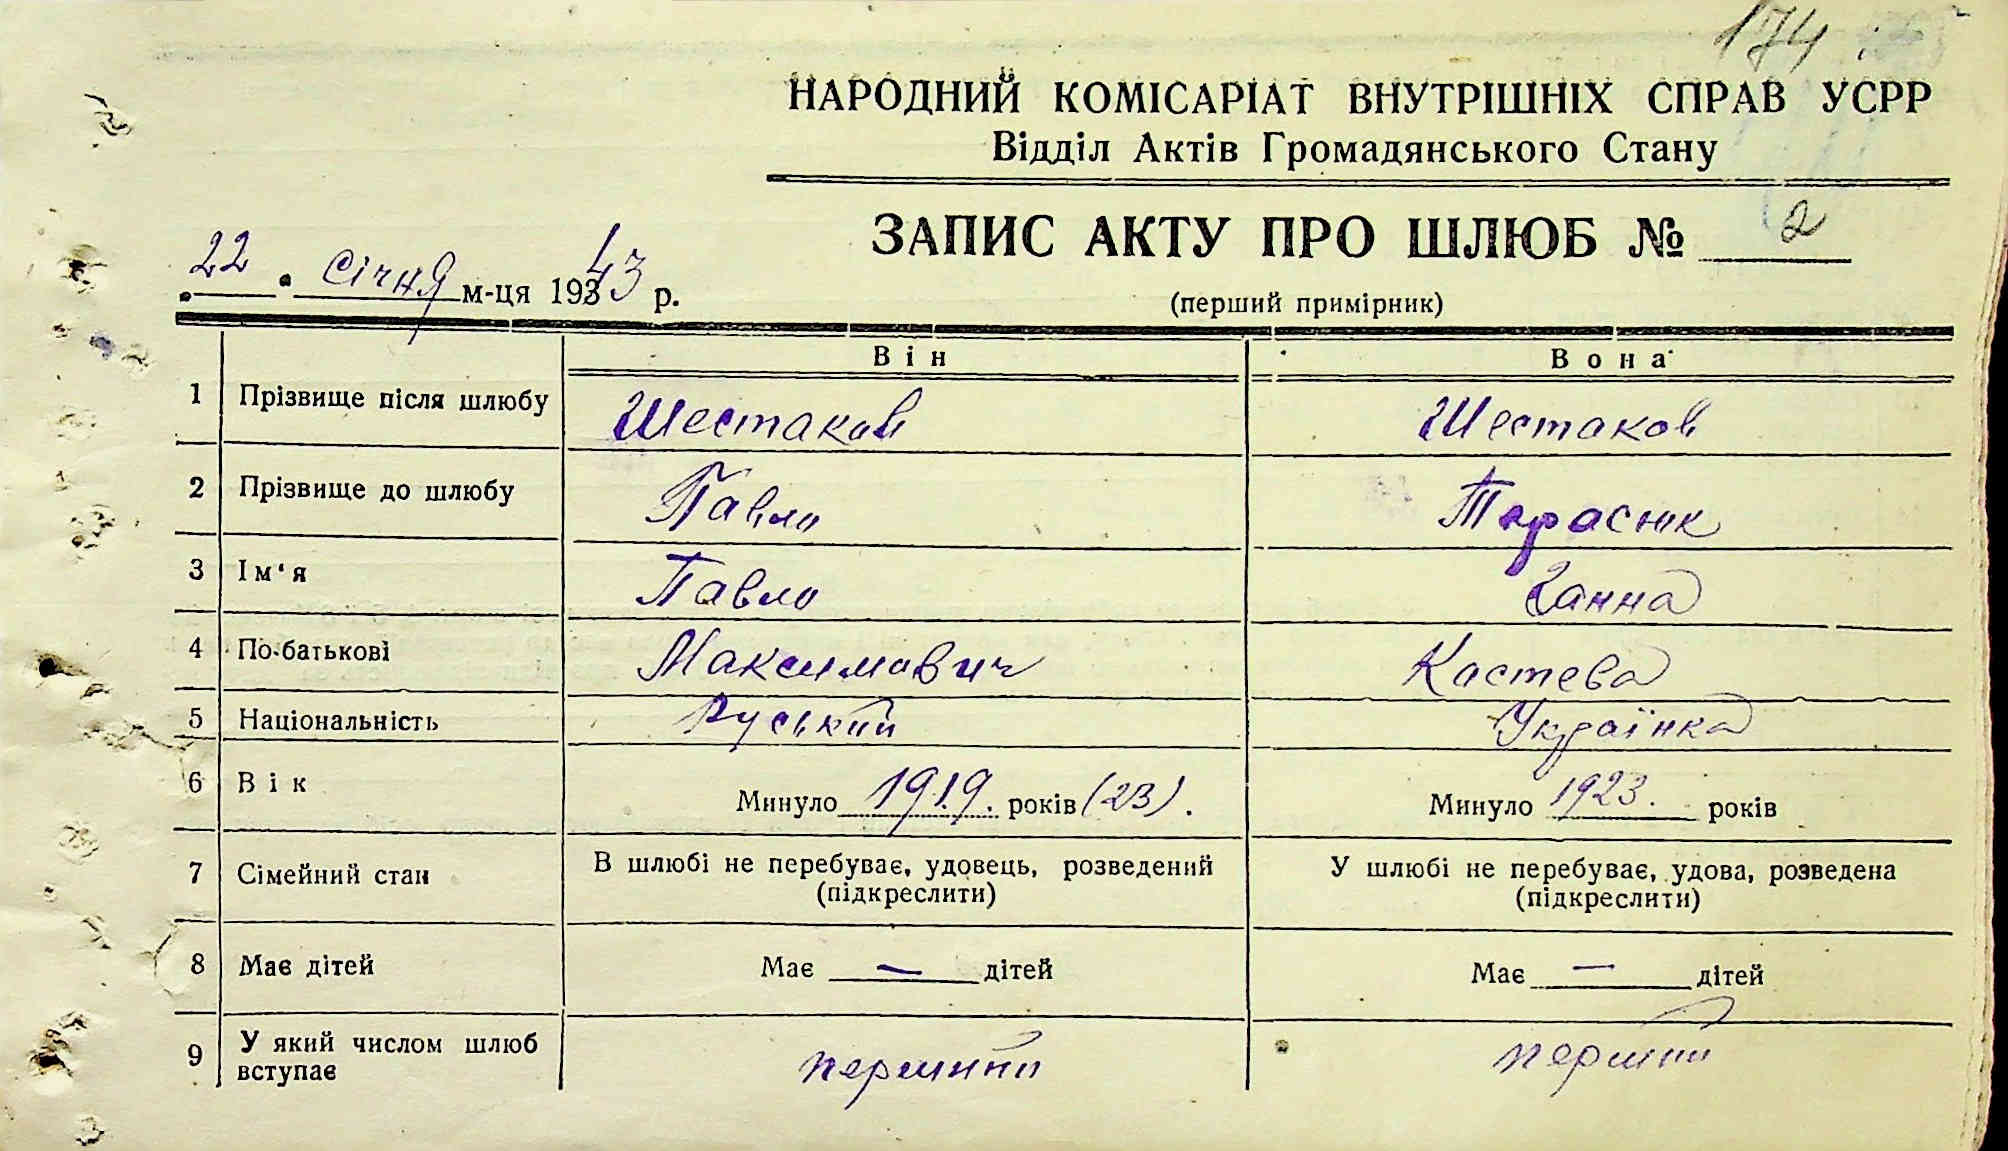 174
НАРОДНИЙ КОМІСАРІАТ ВНУТРІШНІХ СПРАВ УСРР
Відділ Актів Громадянського Стану
ЗАПИС АКТУ ПРО ШЛЮБ № 2
22 січня м-ця 1943 р.
(перший примірник)
Він Вона
1 Прізвище після шлюбу Шестаков Шестаков
2 Прізвище до шлюбу Павло Тарасюк
3 Ім'я Павло Ганна
4 По-батькові Максимович Костева
5 Національність Руський Українка
6 Вік Минуло 1919. років (23). Минуло 1923. років
7 Сімейний стан В шлюбі не перебуває, удовець, розведений У шлюбі не перебуває, удова, розведена
(підкреслити) (підкреслити)
8 Має дітей Має — дітей Має — дітей
9 У який числом шлюб
вступає перший перший